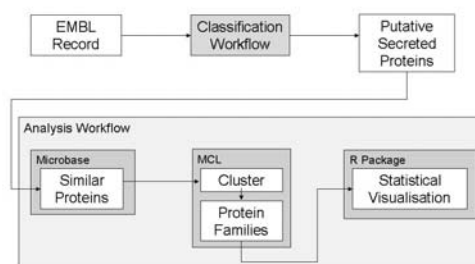 EMBL
Record
Classification
Workflow
Putative
Secreted
Proteins
Analysis Workflow
Microbase
Similar
Proteins
MCL
Cluster
Protein
Families
R Package
Statistical
Visualisation